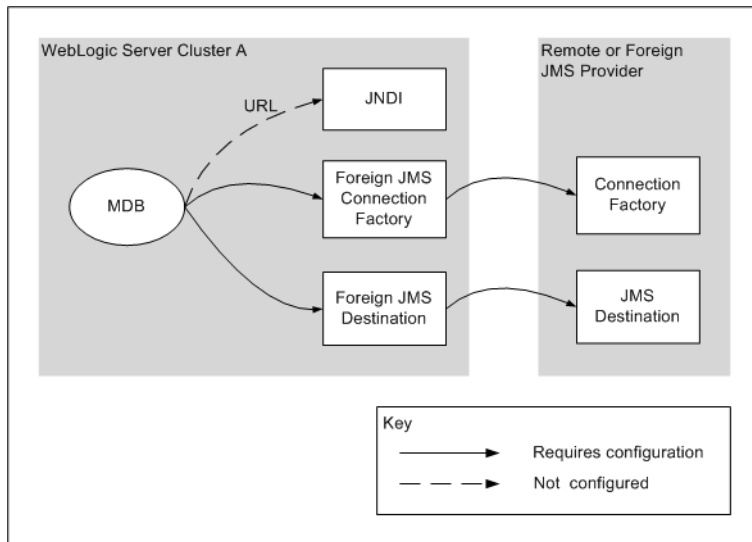 WebLogic Server Cluster A
Remote or Foreign
JMS Provider
URL
JNDI
MDB
Foreign JMS
Connection
Factory
Connection
Factory
Foreign JMS
Destination
JMS
Destination
Key
Requires configuration
Not configured